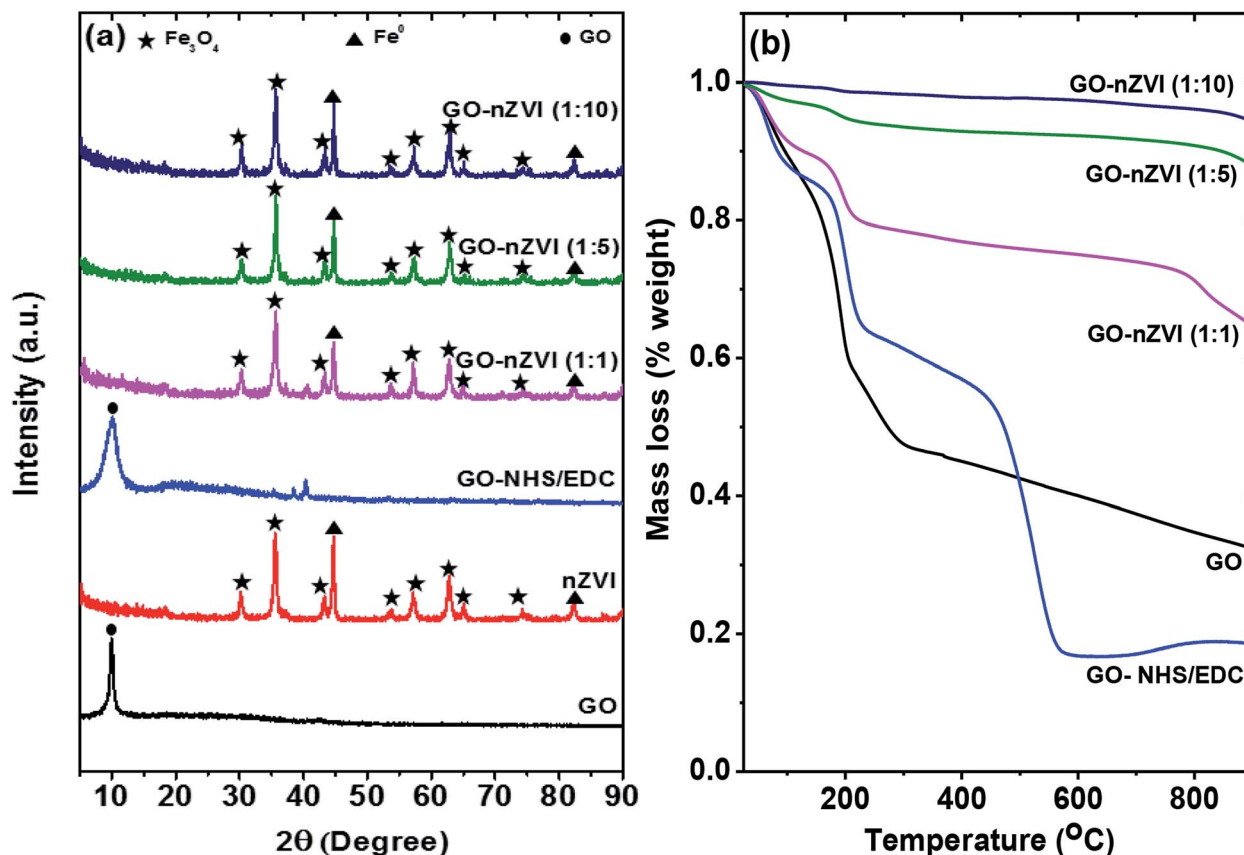 (a) ★ Fe₃O₄ ▲ Fe⁰ ● GO
GO-nZVI (1:10)
GO-nZVI (1:5)
GO-nZVI (1:1)
GO-NHS/EDC
nZVI
GO
Intensity (a.u.)
10 20 30 40 50 60 70 80 90
2θ (Degree)
(b)
GO-nZVI (1:10)
GO-nZVI (1:5)
GO-nZVI (1:1)
GO
GO- NHS/EDC
Mass loss (% weight)
1.0
0.8
0.6
0.4
0.2
0.0
200 400 600 800
Temperature (⁰C)